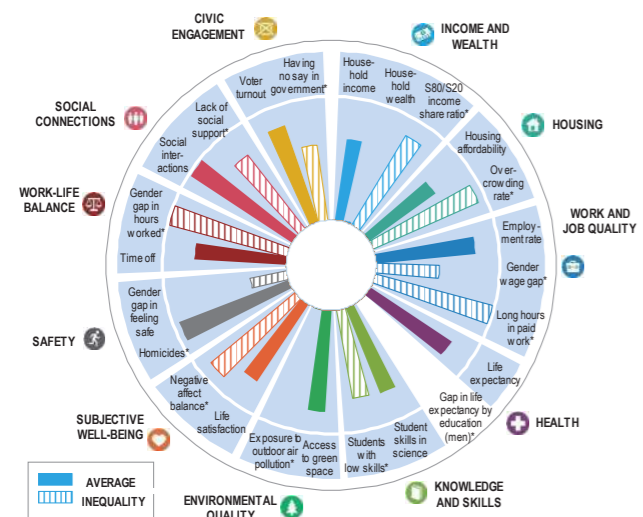 CIVIC
ENGAGEMENT
INCOME AND
WEALTH
Voter
turnout
Having
no say in
government*
House-
hold
income
House-
hold
wealth
S80/S20
income
share ratio*
SOCIAL
CONNECTIONS
Social
inter-
actions
Lack of
social
support*
HOUSING
Housing
affordability
Over-
crowding
rate*
WORK-LIFE
BALANCE
Gender
gap in
hours
worked*
Time off
WORK AND
JOB QUALITY
Employ-
ment rate
Gender
wage gap*
Long hours
in paid
work*
SAFETY
Gender
gap in
feeling
safe
Homicides*
HEALTH
Life
expectancy
Gap in life
expectancy by
education
(men)*
SUBJECTIVE
WELL-BEING
Negative
affect
balance*
Life
satisfaction
ENVIRONMENTAL
QUALITY
Exposure to
outdoor air
pollution*
Access to
green
space
KNOWLEDGE
AND SKILLS
Students
with
low skills*
Student
skills in
science
AVERAGE
INEQUALITY